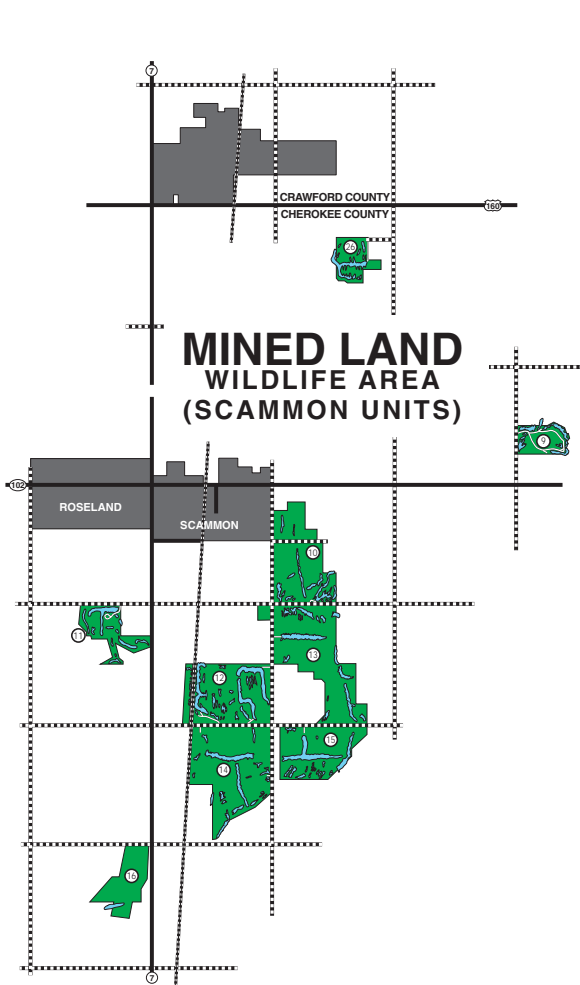 7
CRAWFORD COUNTY
160
CHEROKEE COUNTY
26
MINED LAND
WILDLIFE AREA
(SCAMMON UNITS)
9
102
ROSELAND
SCAMMON
10
11
13
12
15
14
16
7